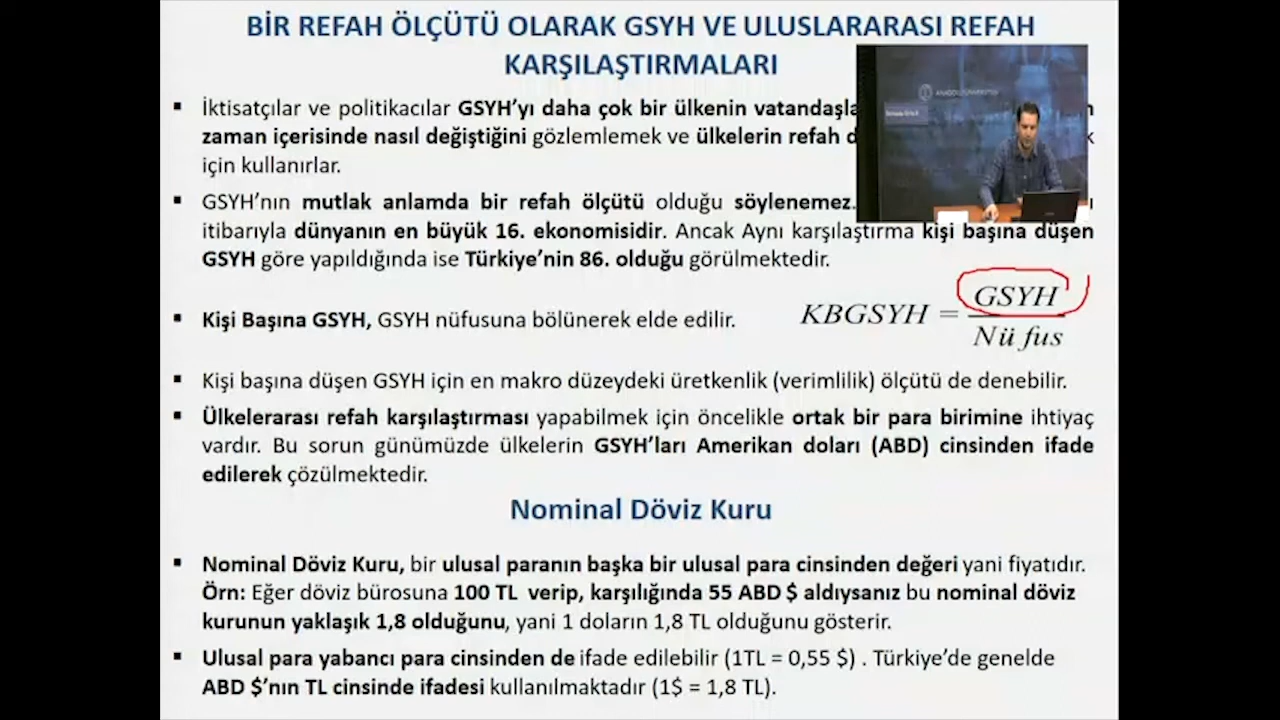 BİR REFAH ÖLÇÜTÜ OLARAK GSYH VE ULUSLARARASI REFAH
KARŞILAŞTIRMALARI
▪ İktisatçılar ve politikacılar GSYH’yı daha çok bir ülkenin
zaman içerisinde nasıl değiştiğini gözlemlemek ve ülkelerin refah
için kullanırlar.
▪ GSYH’nın mutlak anlamda bir refah ölçütü olduğu söylenemez.
itibarıyla dünyanın en büyük 16. ekonomisidir. Ancak Aynı karşılaştırma kişi başına düşen
GSYH göre yapıldığında ise Türkiye’nin 86. olduğu görülmektedir.
▪ Kişi Başına GSYH, GSYH nüfusuna bölünerek elde edilir.
KBGSYH = GSYH
Nü fus
▪ Kişi başına düşen GSYH için en makro düzeydeki üretkenlik (verimlilik) ölçütü de denebilir.
▪ Ülkelerarası refah karşılaştırması yapabilmek için öncelikle ortak bir para birimine ihtiyaç
vardır. Bu sorun günümüzde ülkelerin GSYH’ları Amerikan doları (ABD) cinsinden ifade
edilerek çözülmektedir.
Nominal Döviz Kuru
▪ Nominal Döviz Kuru, bir ulusal paranın başka bir ulusal para cinsinden değeri yani fiyatıdır.
Örn: Eğer döviz bürosuna 100 TL verip, karşılığında 55 ABD $ aldıysanız bu nominal döviz
kurunun yaklaşık 1,8 olduğunu, yani 1 doların 1,8 TL olduğunu gösterir.
▪ Ulusal para yabancı para cinsinden de ifade edilebilir (1TL = 0,55 $) . Türkiye’de genelde
ABD $’nın TL cinsinde ifadesi kullanılmaktadır (1$ = 1,8 TL).